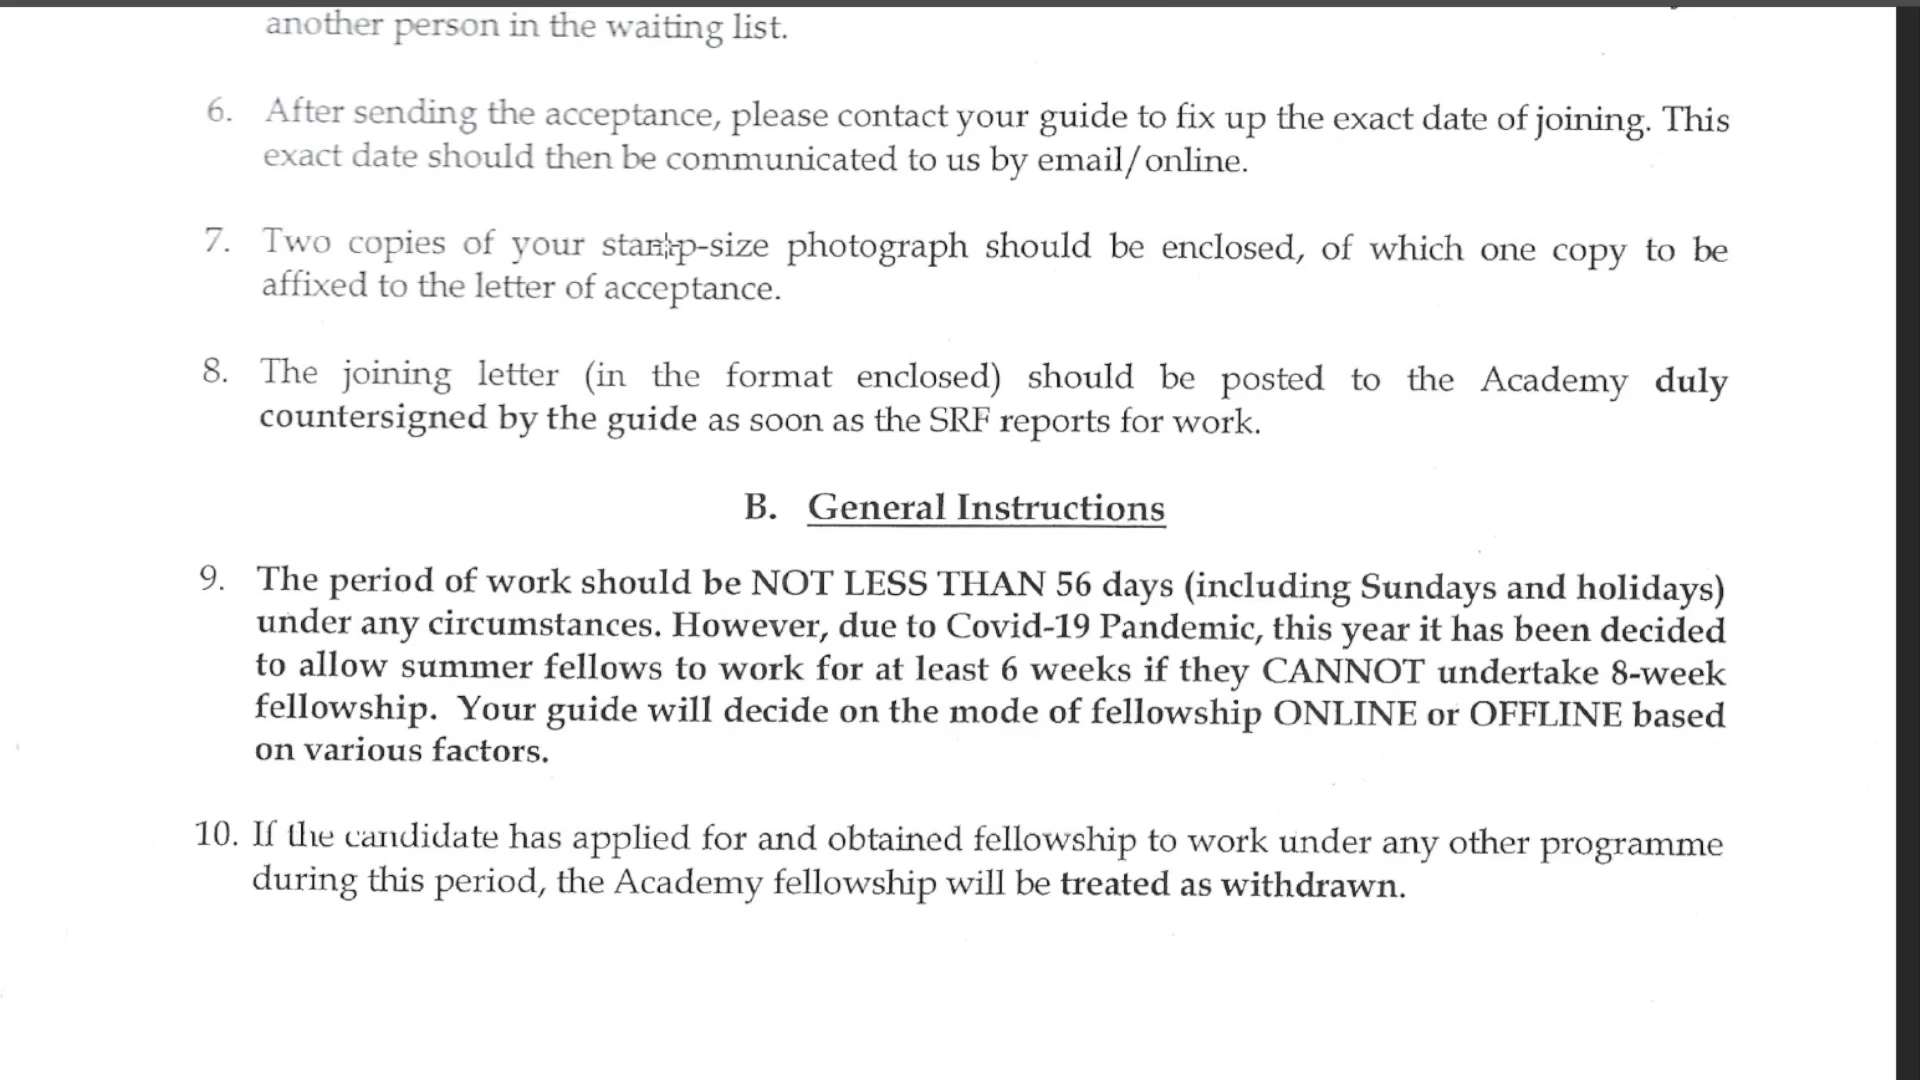 another person in the waiting list.
6. After sending the acceptance, please contact your guide to fix up the exact date of joining. This
exact date should then be communicated to us by email/online.
7. Two copies of your stamp-size photograph should be enclosed, of which one copy to be
affixed to the letter of acceptance.
8. The joining letter (in the format enclosed) should be posted to the Academy duly
countersigned by the guide as soon as the SRF reports for work.
B. General Instructions
9. The period of work should be NOT LESS THAN 56 days (including Sundays and holidays)
under any circumstances. However, due to Covid-19 Pandemic, this year it has been decided
to allow summer fellows to work for at least 6 weeks if they CANNOT undertake 8-week
fellowship. Your guide will decide on the mode of fellowship ONLINE or OFFLINE based
on various factors.
10. If the candidate has applied for and obtained fellowship to work under any other programme
during this period, the Academy fellowship will be treated as withdrawn.